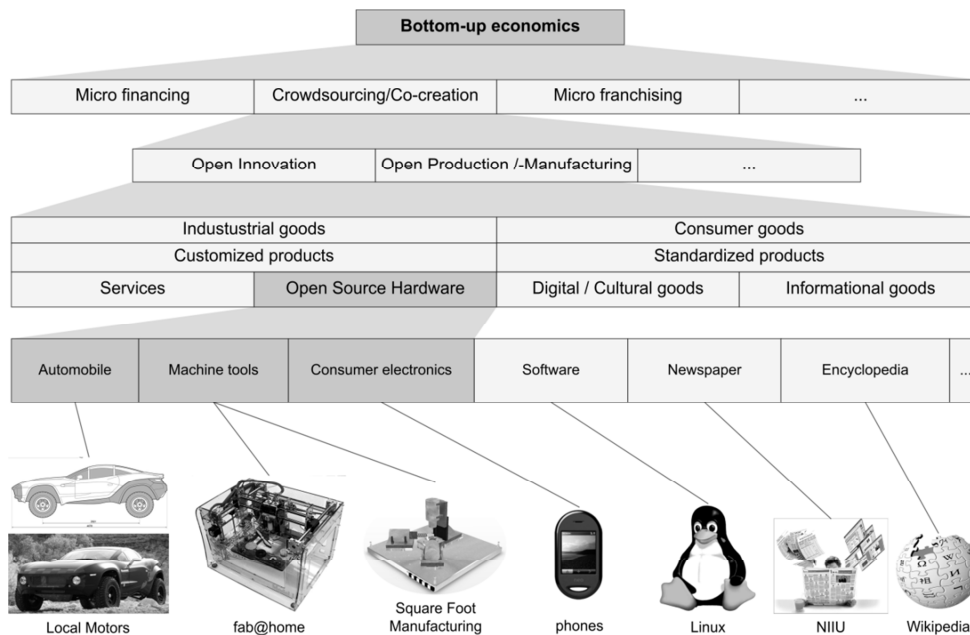 Bottom-up economics
Micro financing
Crowdsourcing/Co-creation
Micro franchising
...
Open Innovation
Open Production /-Manufacturing
...
Industustrial goods
Consumer goods
Customized products
Standardized products
Services
Open Source Hardware
Digital / Cultural goods
Informational goods
Automobile
Machine tools
Consumer electronics
Software
Newspaper
Encyclopedia
...
Local Motors
fab@home
Square Foot
Manufacturing
phones
Linux
NIIU
Wikipedia